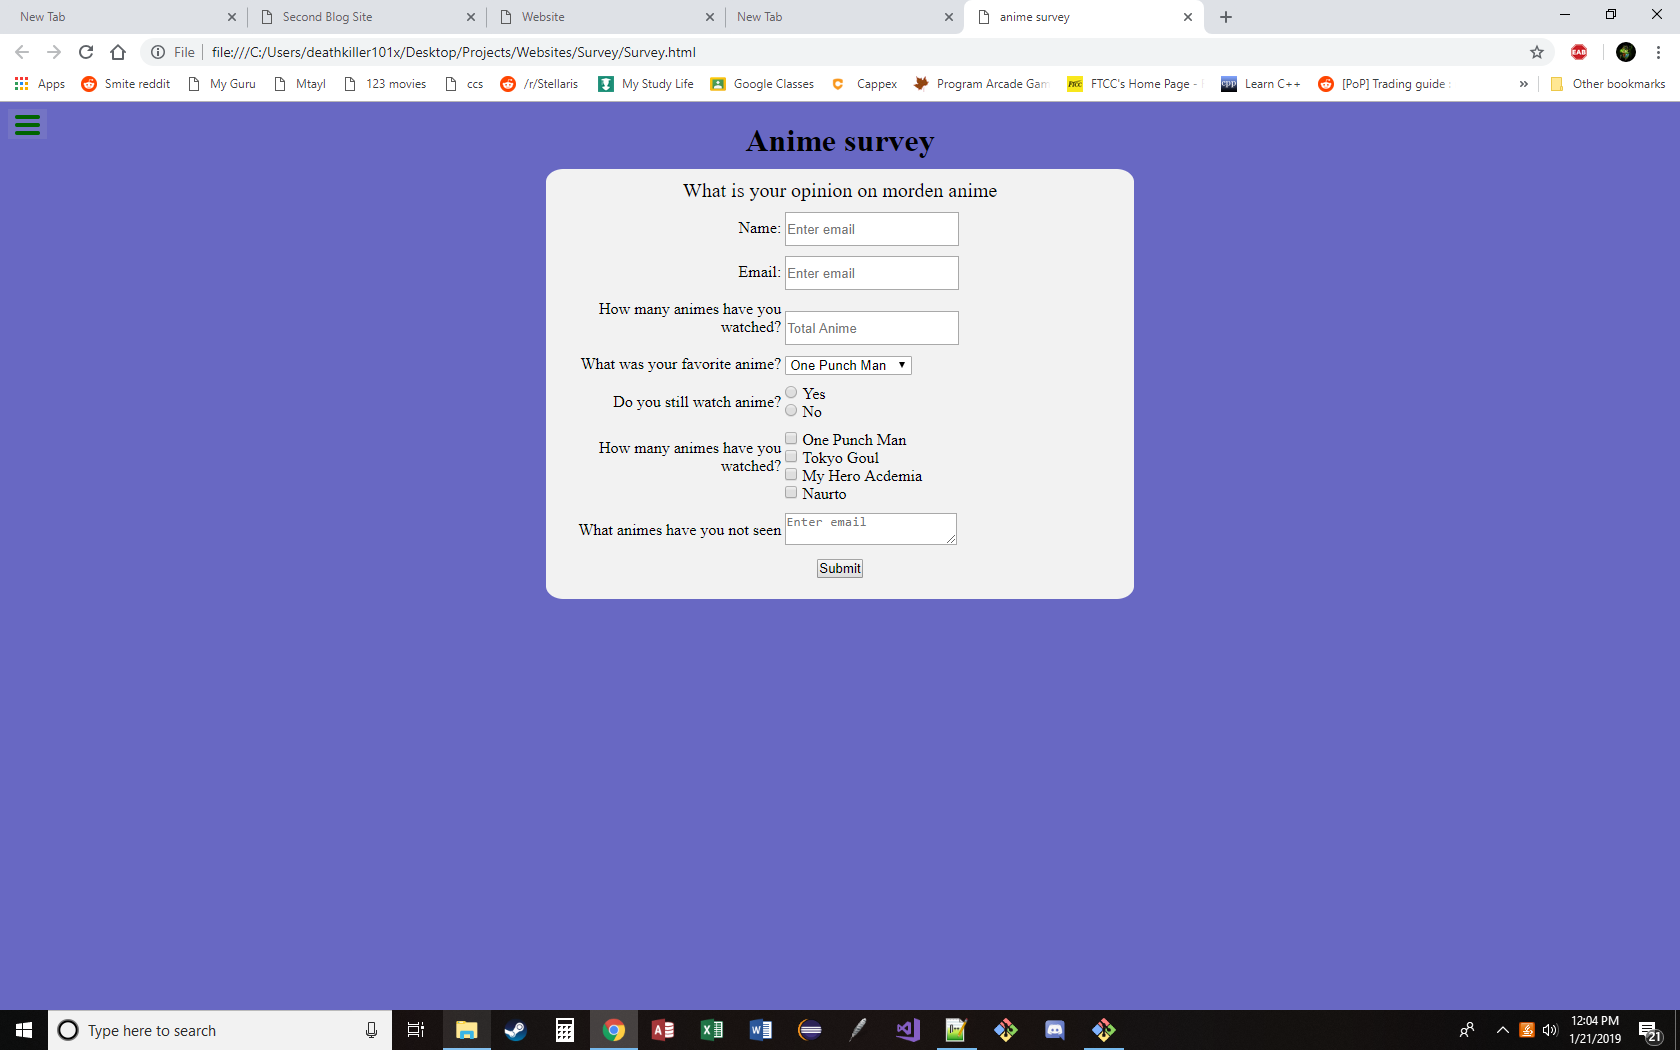 New Tab
Second Blog Site
Website
New Tab
anime survey
File
file:///C:/Users/deathkiller101x/Desktop/Projects/Websites/Survey/Survey.html
EAB
Apps
Smite reddit
My Guru
Mtayl
123 movies
ccs
/r/Stellaris
My Study Life
Google Classes
Cappex
Program Arcade Gam
FTCC's Home Page -
Learn C++
[PoP] Trading guide :
»
Other bookmarks
Anime survey
What is your opinion on morden anime
Name: Enter email
Email: Enter email
How many animes have you
watched? Total Anime
What was your favorite anime? One Punch Man
Do you still watch anime?
Yes
No
How many animes have you
watched?
One Punch Man
Tokyo Goul
My Hero Acdemia
Naurto
What animes have you not seen
Enter email
Submit
Type here to search
12:04 PM
1/21/2019
21